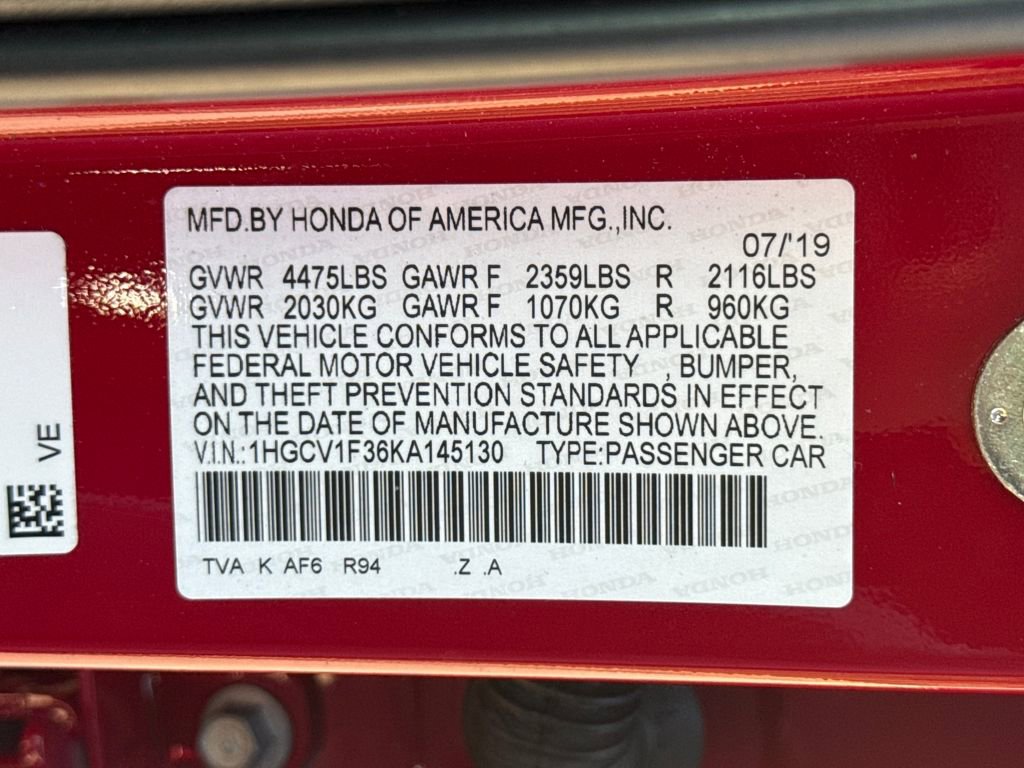 MFD.BY HONDA OF AMERICA MFG.,INC.
07/'19
GVWR 4475LBS GAWR F 2359LBS R 2116LBS
GVWR 2030KG GAWR F 1070KG R 960KG
THIS VEHICLE CONFORMS TO ALL APPLICABLE
FEDERAL MOTOR VEHICLE SAFETY , BUMPER,
AND THEFT PREVENTION STANDARDS IN EFFECT
ON THE DATE OF MANUFACTURE SHOWN ABOVE.
V.I.N.:1HGCV1F36KA145130 TYPE:PASSENGER CAR
TVA K AF6 R94 .Z .A
VE